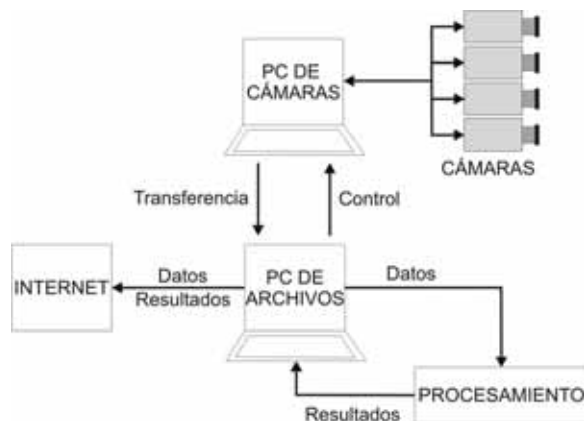 PC DE
CÁMARAS
CÁMARAS
Transferencia
Control
INTERNET
Datos
Resultados
PC DE
ARCHIVOS
Datos
PROCESAMIENTO
Resultados